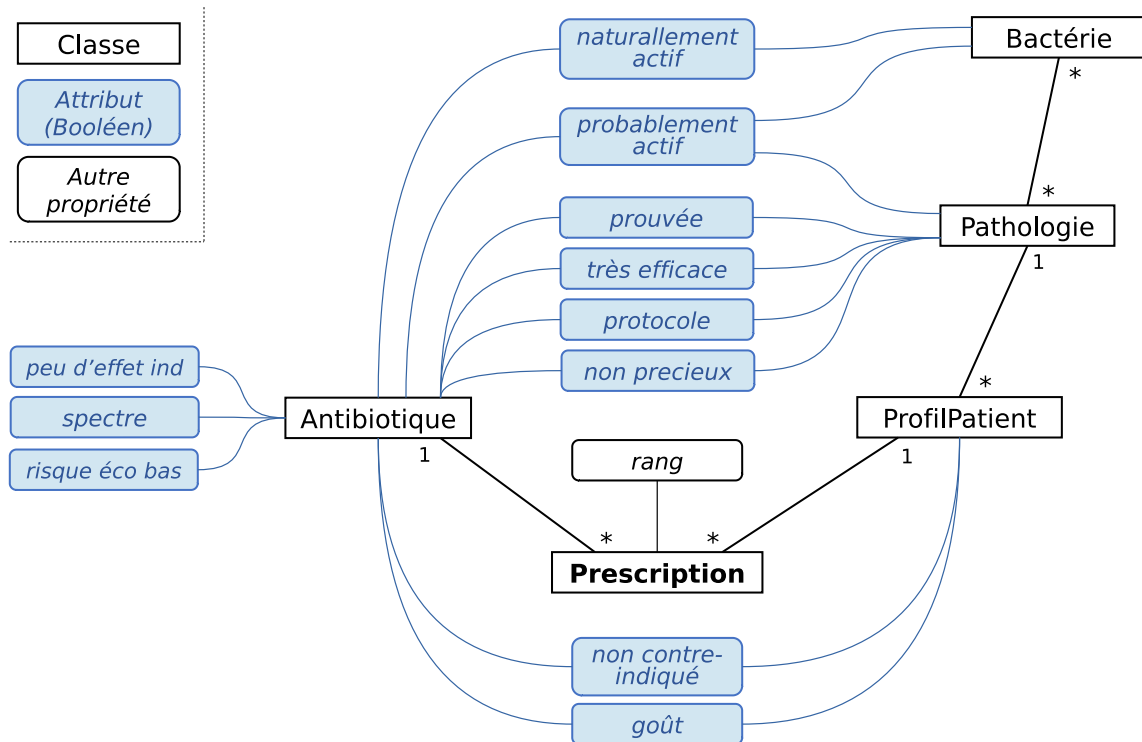 Classe
Attribut
(Booléen)
Autre
propriété
naturallement
actif
Bactérie
*
probablement
actif
*
prouvée
Pathologie
1
très efficace
protocole
non precieux
peu d'effet ind
spectre
risque éco bas
Antibiotique
1
*
ProfilPatient
1
rang
*
*
Prescription
non contre-
indiqué
goût